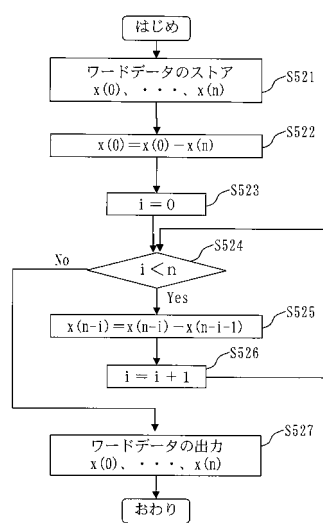 はじめ
ワードデータのストア
x(0)、・・・、x(n)
S521
x(0)=x(0)-x(n)
S522
i=0
S523
S524
i<n
No
Yes
x(n-i)=x(n-i)-x(n-i-1)
S525
i=i+1
S526
ワードデータの出力
x(0)、・・・、x(n)
S527
おわり